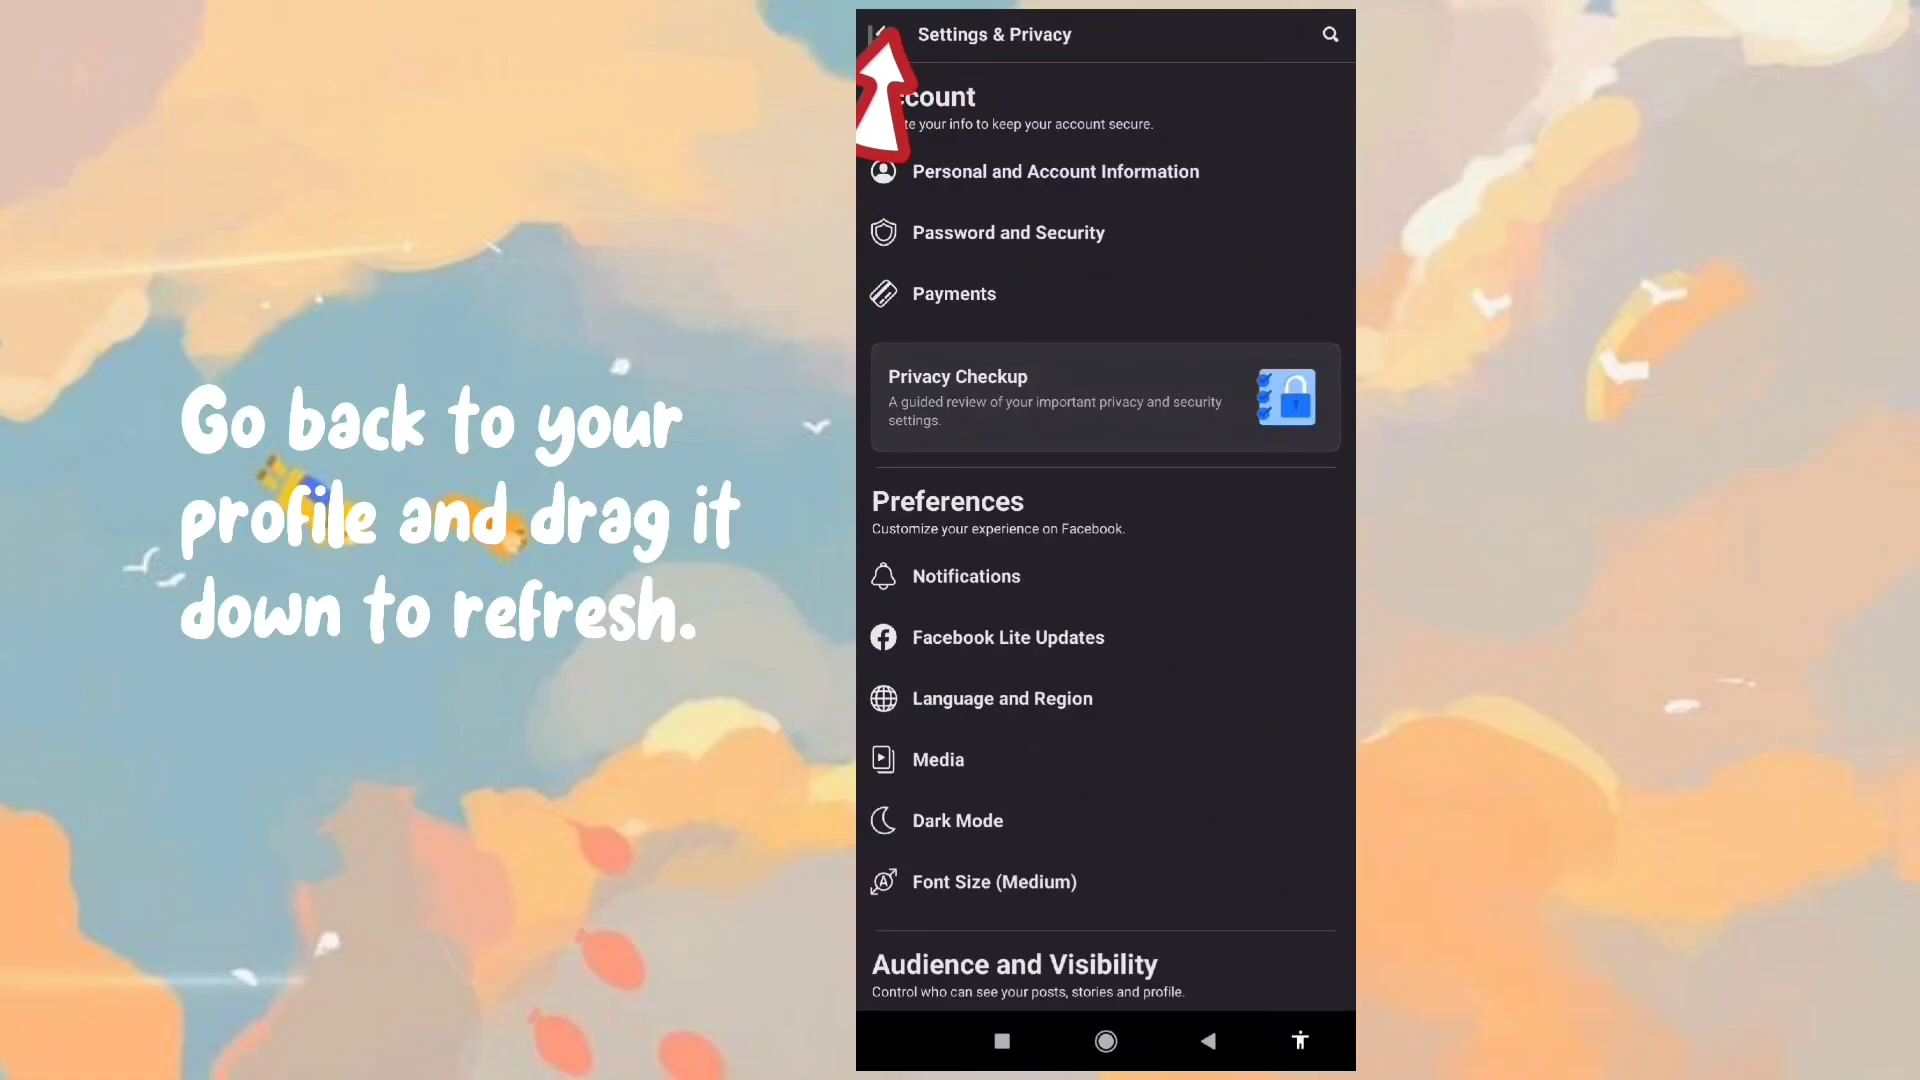 Go back to your
profile and drag it
down to refresh.
Settings & Privacy
count
te your info to keep your account secure.
Personal and Account Information
Password and Security
Payments
Privacy Checkup
A guided review of your important privacy and security
settings.
Preferences
Customize your experience on Facebook.
Notifications
Facebook Lite Updates
Language and Region
Media
Dark Mode
Font Size (Medium)
Audience and Visibility
Control who can see your posts, stories and profile.